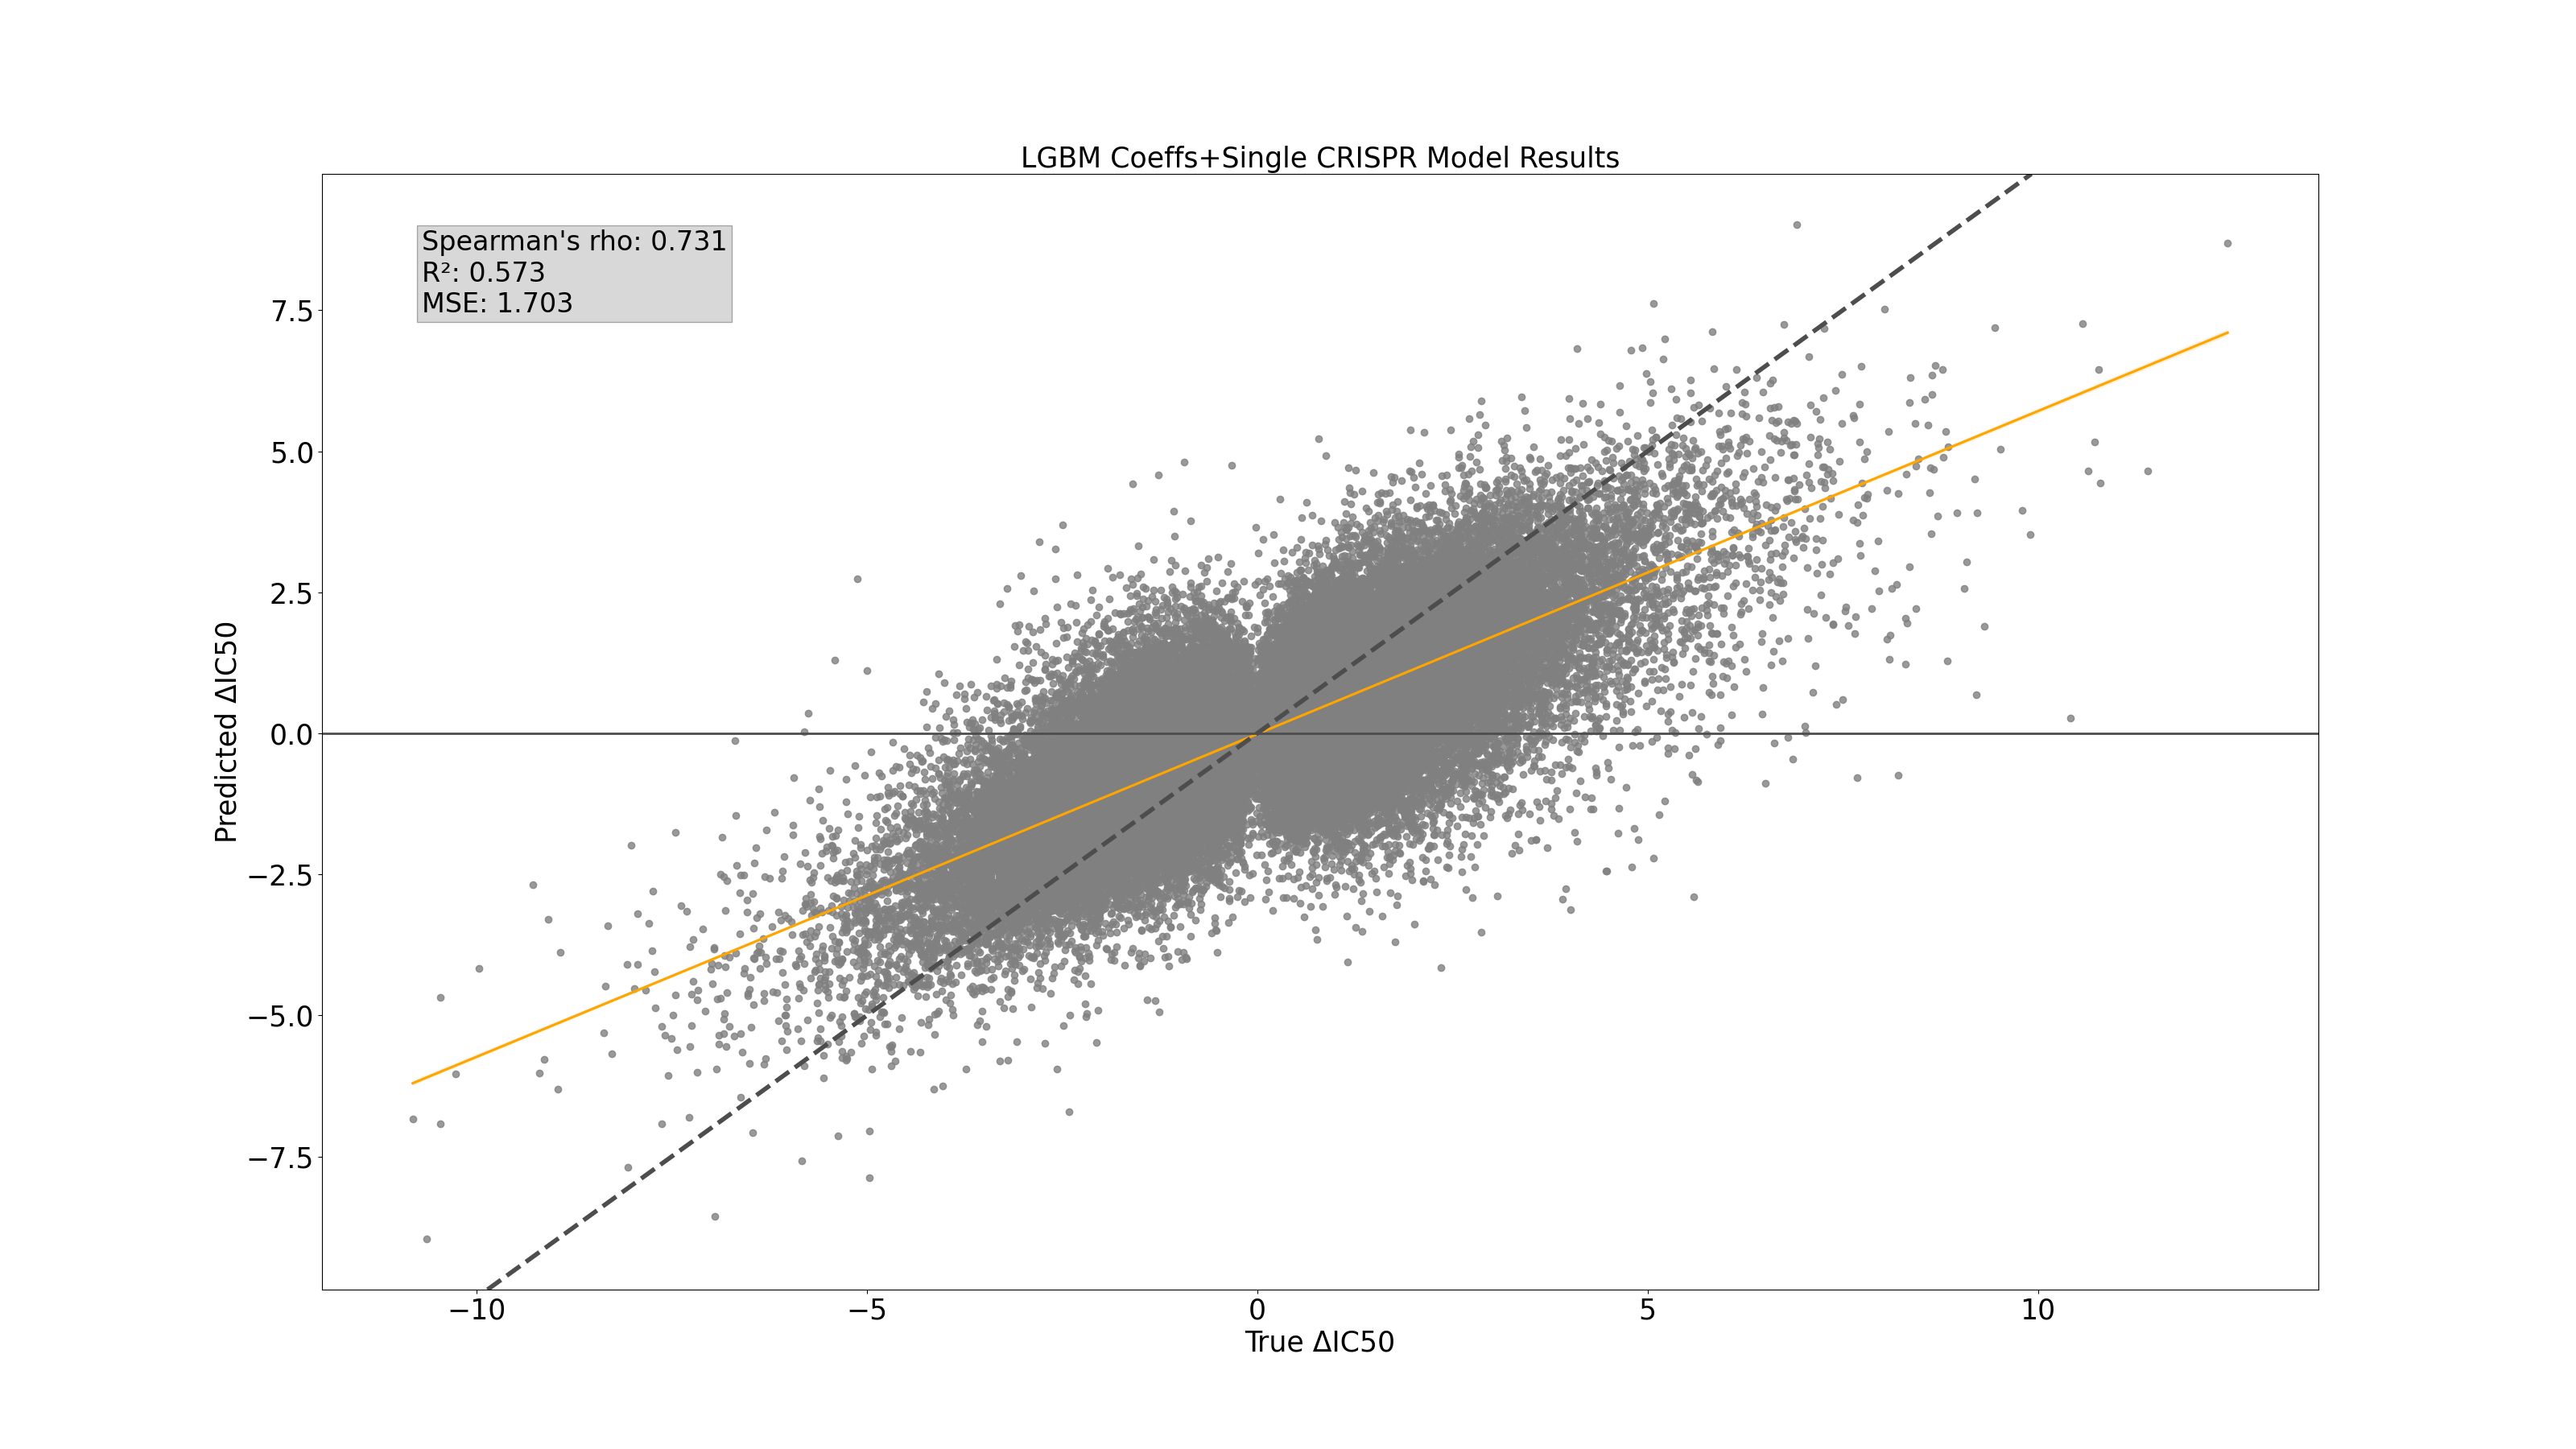 LGBM Coeffs+Single CRISPR Model Results
Spearman's rho: 0.731
R²: 0.573
MSE: 1.703
7.5
5.0
2.5
0.0
−2.5
−5.0
−7.5
Predicted ΔIC50
−10
−5
0
5
10
True ΔIC50